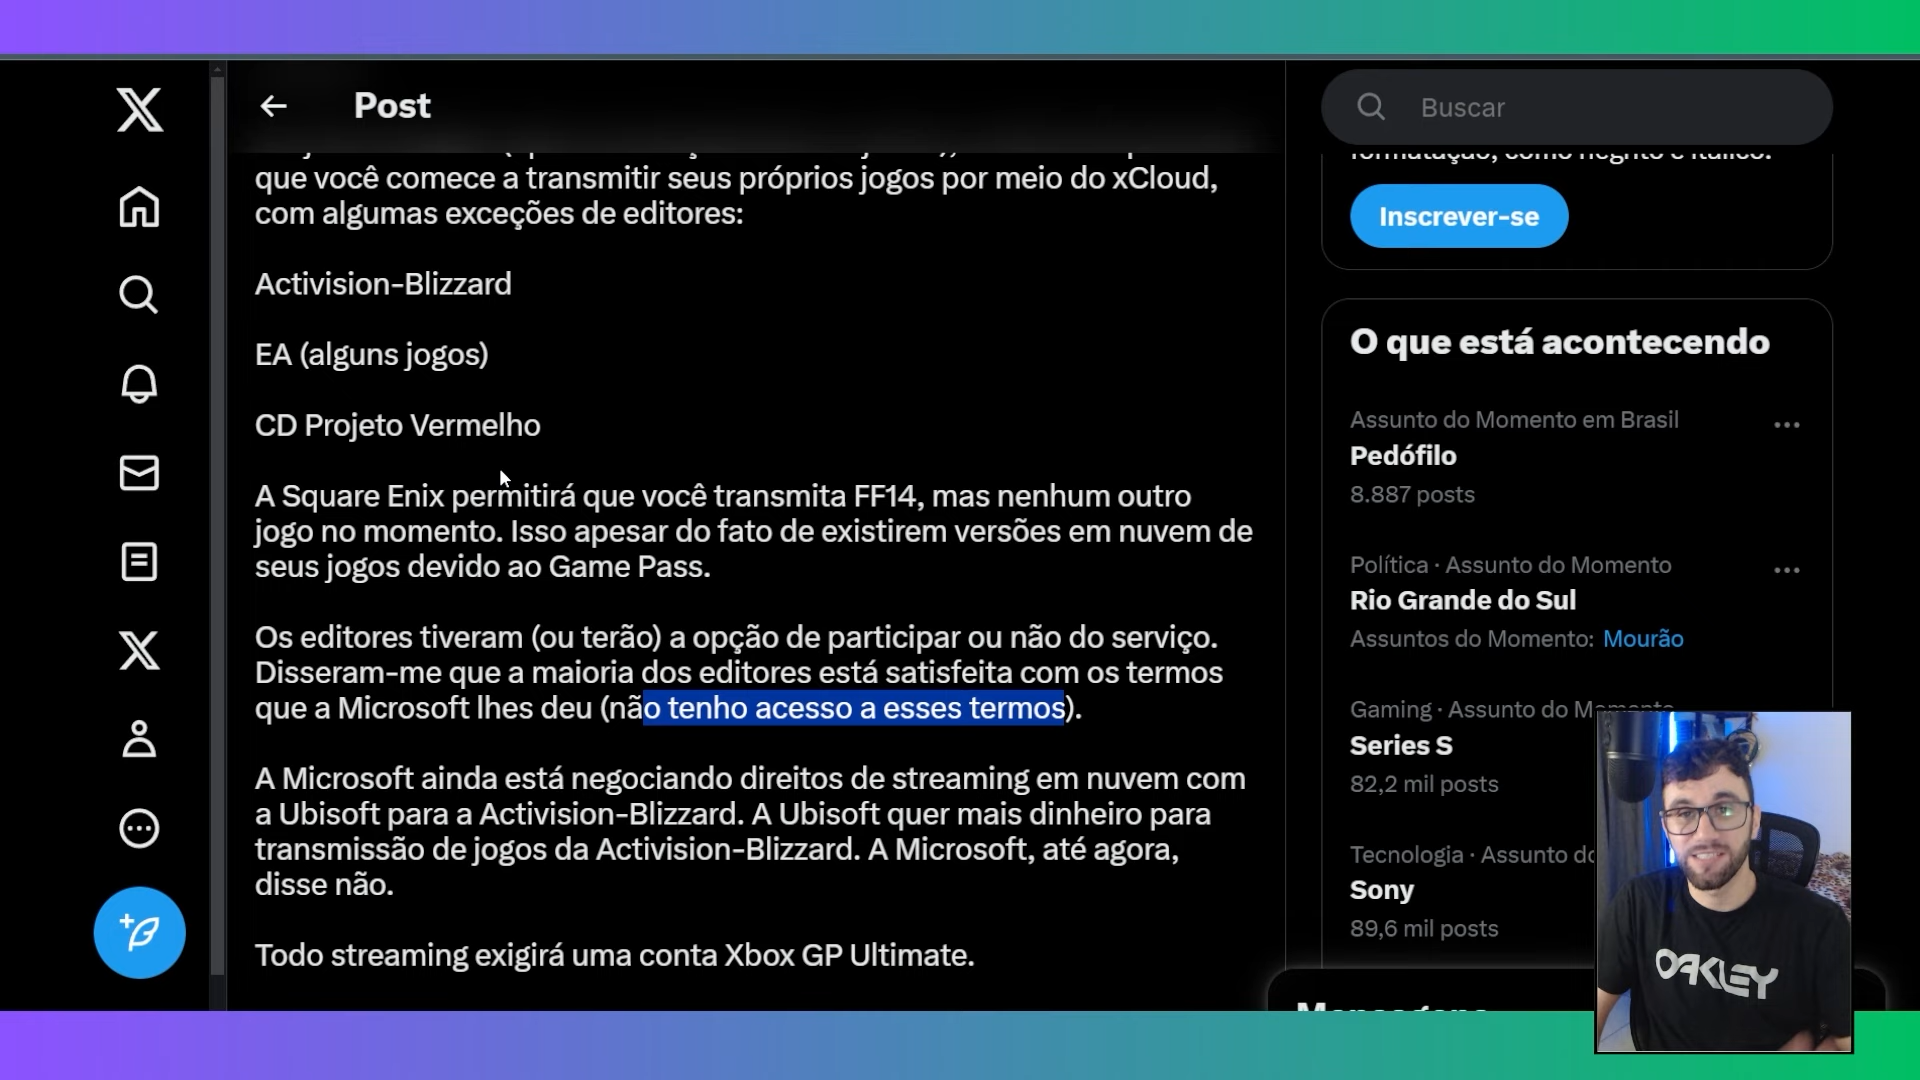 Post
que você comece a transmitir seus próprios jogos por meio do xCloud,
com algumas exceções de editores:
Activision-Blizzard
EA (alguns jogos)
CD Projeto Vermelho
A Square Enix permitirá que você transmita FF14, mas nenhum outro
jogo no momento. Isso apesar do fato de existirem versões em nuvem de
seus jogos devido ao Game Pass.
Os editores tiveram (ou terão) a opção de participar ou não do serviço.
Disseram-me que a maioria dos editores está satisfeita com os termos
que a Microsoft lhes deu (não tenho acesso a esses termos).
A Microsoft ainda está negociando direitos de streaming em nuvem com
a Ubisoft para a Activision-Blizzard. A Ubisoft quer mais dinheiro para
transmissão de jogos da Activision-Blizzard. A Microsoft, até agora,
disse não.
Todo streaming exigirá uma conta Xbox GP Ultimate.
Buscar
formatação, como negrito e itálico.
Inscrever-se
O que está acontecendo
Assunto do Momento em Brasil
Pedófilo
8.887 posts
Política · Assunto do Momento
Rio Grande do Sul
Assuntos do Momento: Mourão
Gaming · Assunto do Momento
Series S
82,2 mil posts
Tecnologia · Assunto do
Sony
89,6 mil posts
Mensagens
OAKLEY